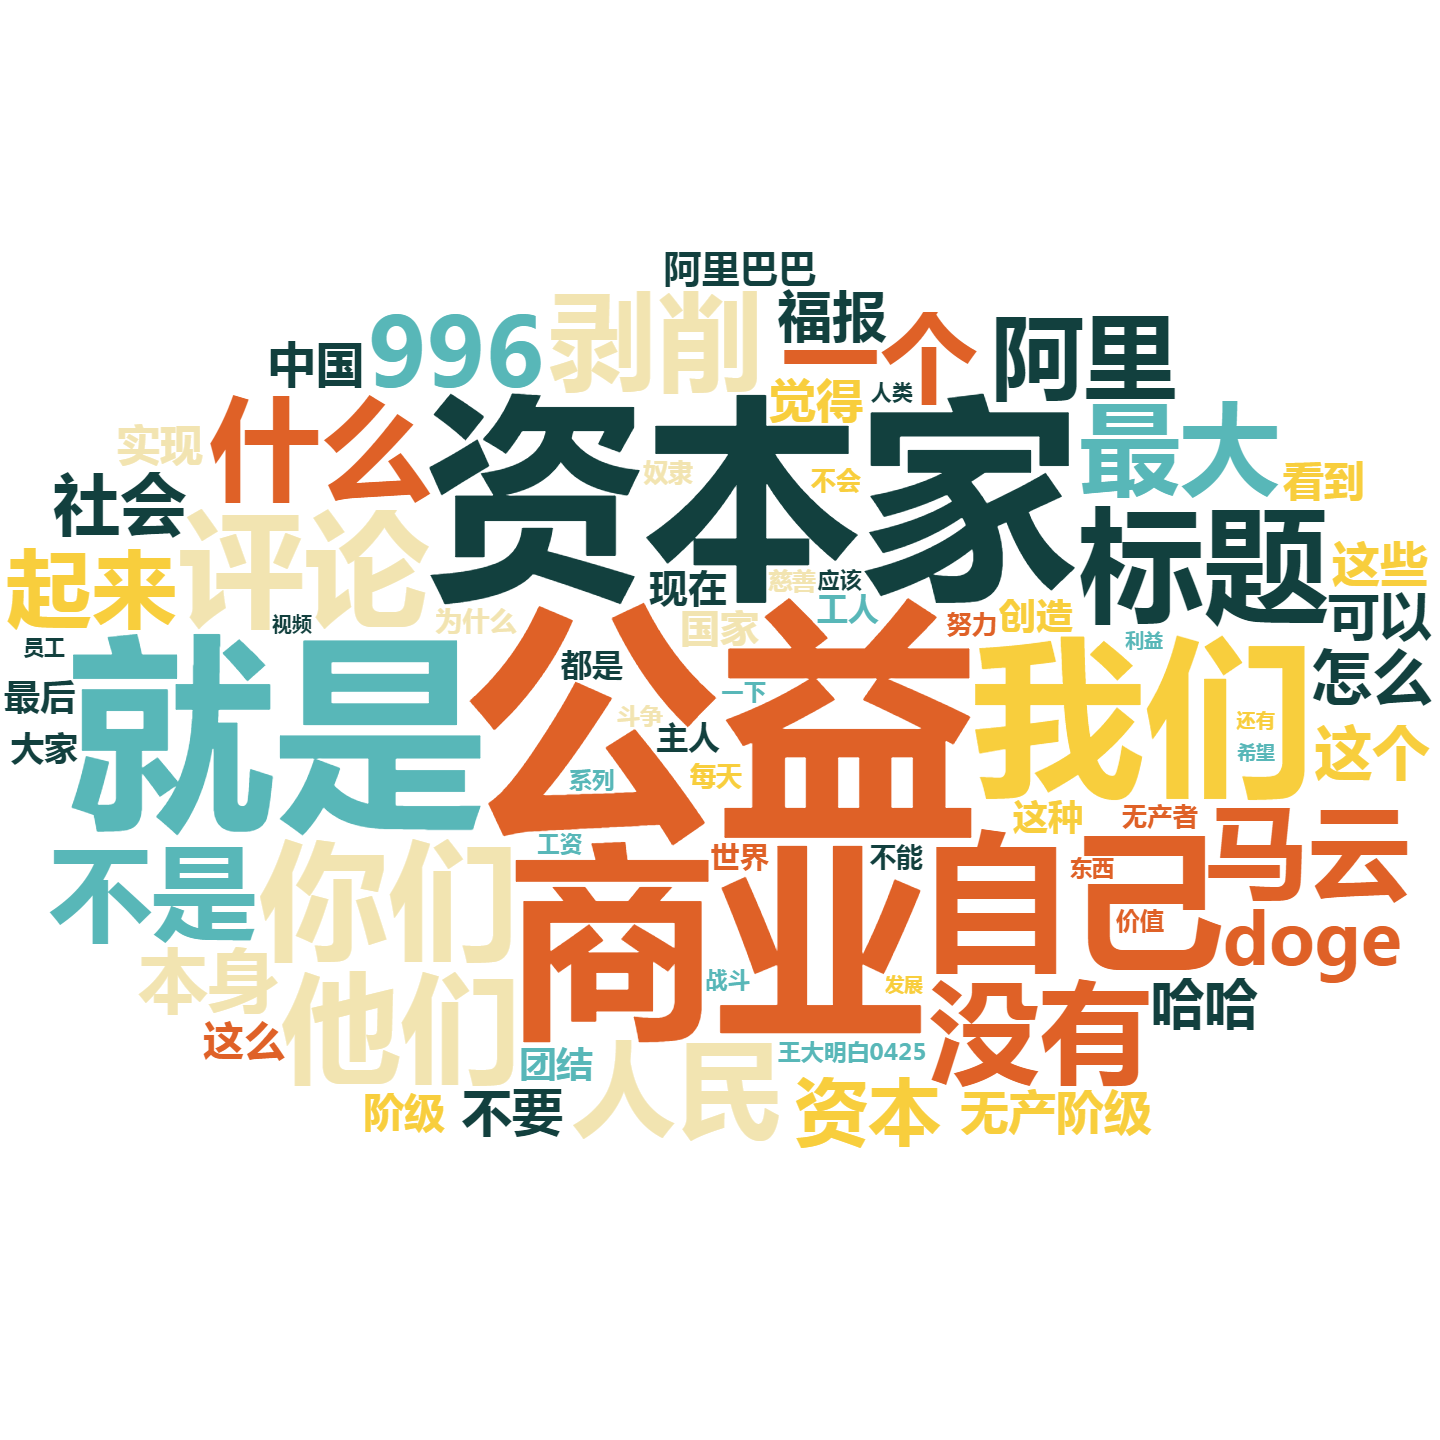 阿里巴巴
福报
996
剥削
一个
阿里
中国
觉得
人类
什么
资本家
最大
实现
奴隶
不会
看到
社会
评论
标题
起来
现在
慈善
应该
这些
视频
为什么
国家
工人
努力
创造
可以
利益
员工
就是
公益
我们
都是
怎么
最后
一下
斗争
还有
大家
主人
希望
这个
系列
每天
这种
无产者
马云
不是
你们
工资
商业
世界
不能
自己
东西
价值
doge
本身
他们
战斗
发展
没有
哈哈
这么
团结
人民
王大明白0425
阶级
不要
资本
无产阶级